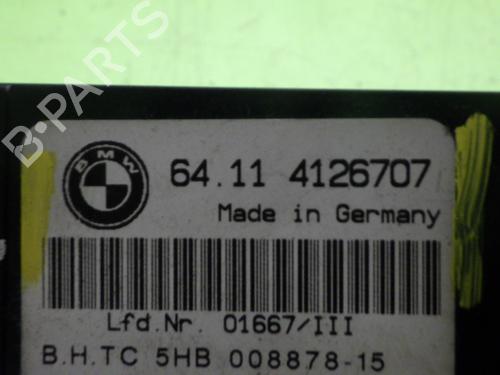 B-PARTS
BMW
64.11 4126707
Made in Germany
Lfd.Nr. 01667/III
B.H.TC 5HB 008878-15